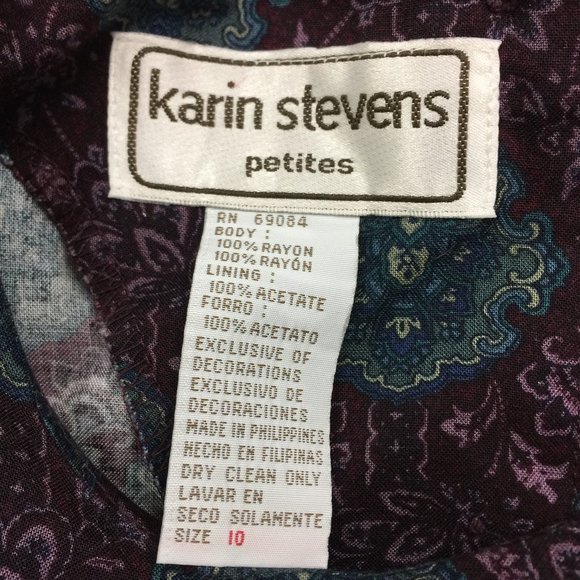 karin stevens
petites
RN 69084
BODY :
100% RAYON
100% RAYÓN
LINING :
100% ACETATE
FORRO :
100% ACETATO
EXCLUSIVE OF
DECORATIONS
EXCLUSIVO DE
DECORACIONES
MADE IN PHILIPPINES
HECHO EN FILIPINAS
DRY CLEAN ONLY
LAVAR EN
SECO SOLAMENTE
SIZE 10